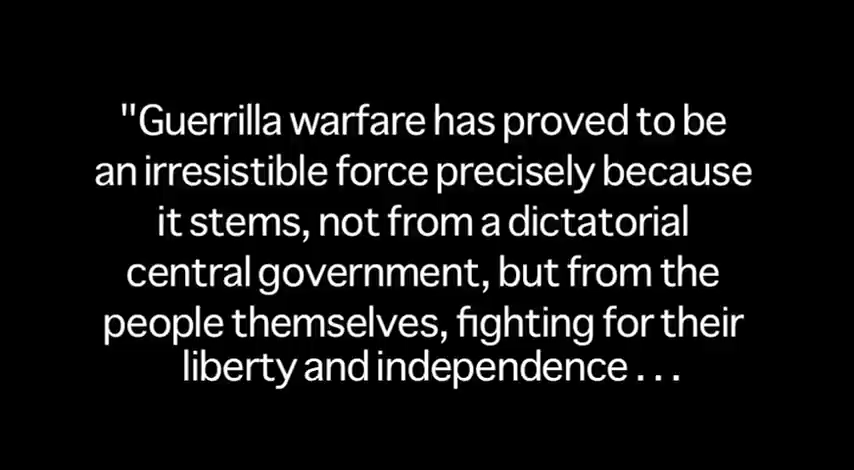 "Guerrilla warfare has proved to be
an irresistible force precisely because
it stems, not from a dictatorial
central government, but from the
people themselves, fighting for their
liberty and independence . . .